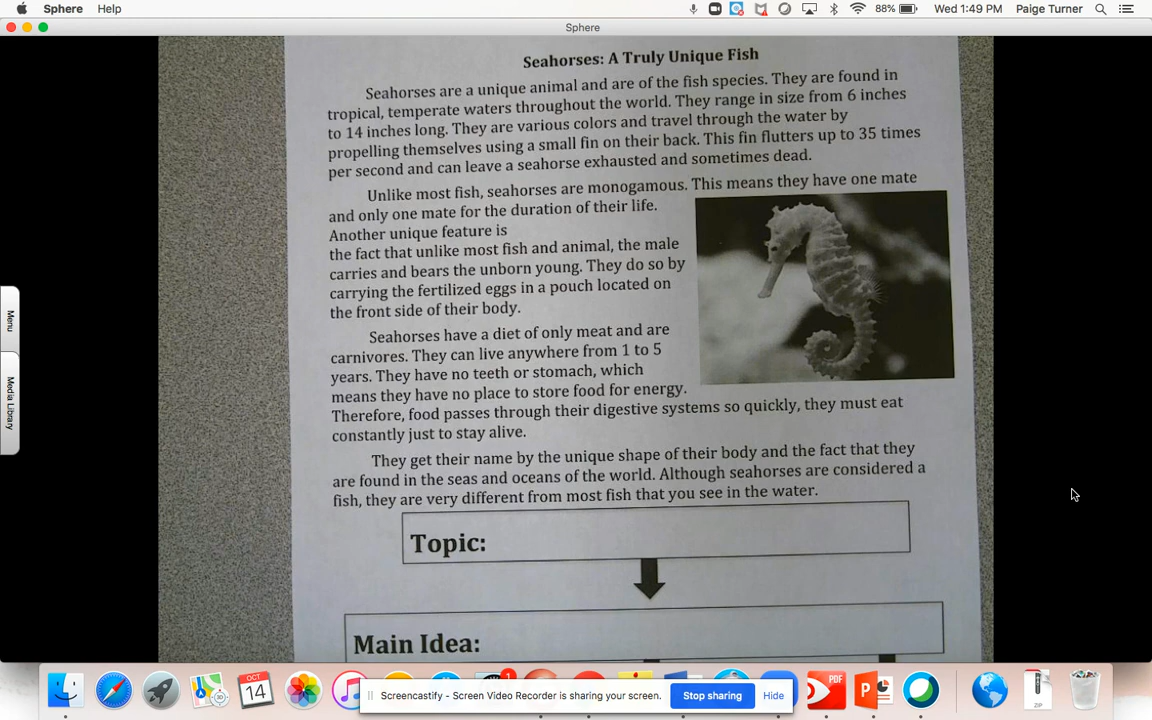 Sphere Help 88% Wed 1:49 PM Paige Turner
Sphere
Menu
Media Library
Seahorses: A Truly Unique Fish
Seahorses are a unique animal and are of the fish species. They are found in
tropical, temperate waters throughout the world. They range in size from 6 inches
to 14 inches long. They are various colors and travel through the water by
propelling themselves using a small fin on their back. This fin flutters up to 35 times
per second and can leave a seahorse exhausted and sometimes dead.
Unlike most fish, seahorses are monogamous. This means they have one mate
and only one mate for the duration of their life.
Another unique feature is
the fact that unlike most fish and animal, the male
carries and bears the unborn young. They do so by
carrying the fertilized eggs in a pouch located on
the front side of their body.
Seahorses have a diet of only meat and are
carnivores. They can live anywhere from 1 to 5
years. They have no teeth or stomach, which
means they have no place to store food for energy.
Therefore, food passes through their digestive systems so quickly, they must eat
constantly just to stay alive.
They get their name by the unique shape of their body and the fact that they
are found in the seas and oceans of the world. Although seahorses are considered a
fish, they are very different from most fish that you see in the water.
Topic:
Main Idea:
OCT
14
1
PDF
P
ZIP
Screencastify - Screen Video Recorder is sharing your screen. Stop sharing Hide